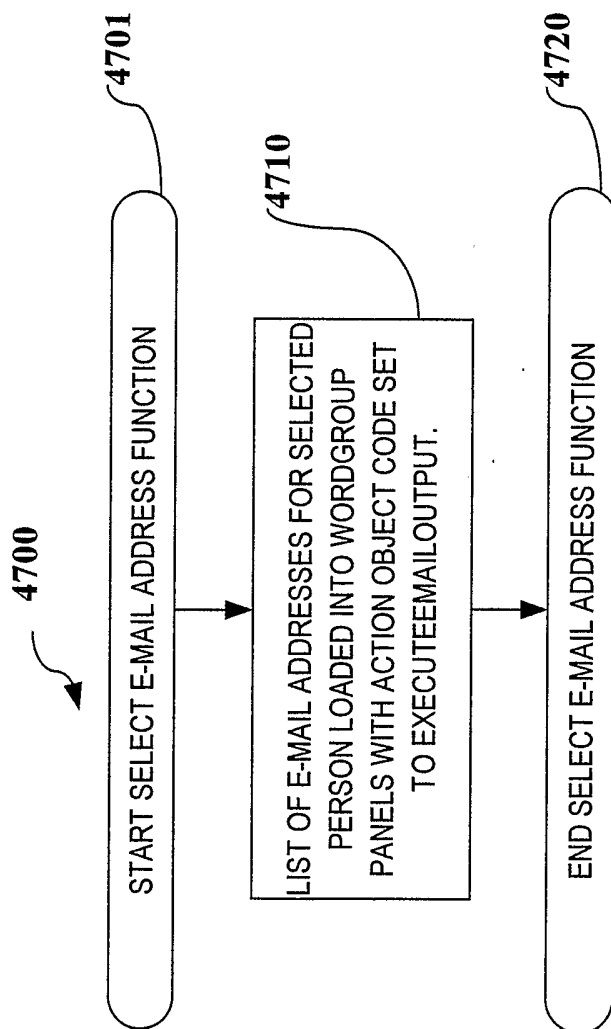 4700
START SELECT E-MAIL ADDRESS FUNCTION
4701
LIST OF E-MAIL ADDRESSES FOR SELECTED
PERSON LOADED INTO WORDGROUP
PANELS WITH ACTION OBJECT CODE SET
TO EXECUTEEMAILOUTPUT.
4710
END SELECT E-MAIL ADDRESS FUNCTION
4720